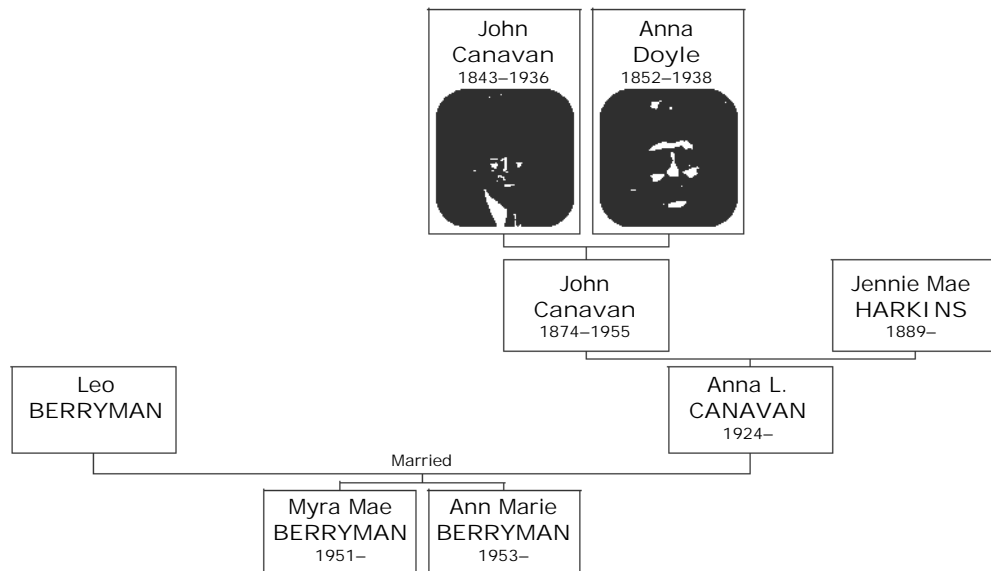 John
Canavan
1843–1936
Anna
Doyle
1852–1938
John
Canavan
1874–1955
Jennie Mae
HARKINS
1889–
Leo
BERRYMAN
Anna L.
CANAVAN
1924–
Married
Myra Mae
BERRYMAN
1951–
Ann Marie
BERRYMAN
1953–